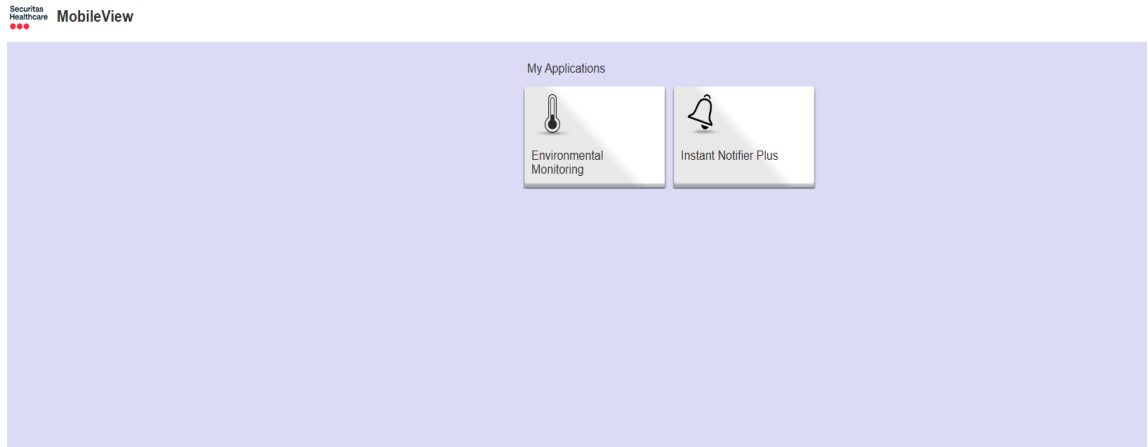 Securitas
Healthcare
MobileView
My Applications
Environmental
Monitoring
Instant Notifier Plus